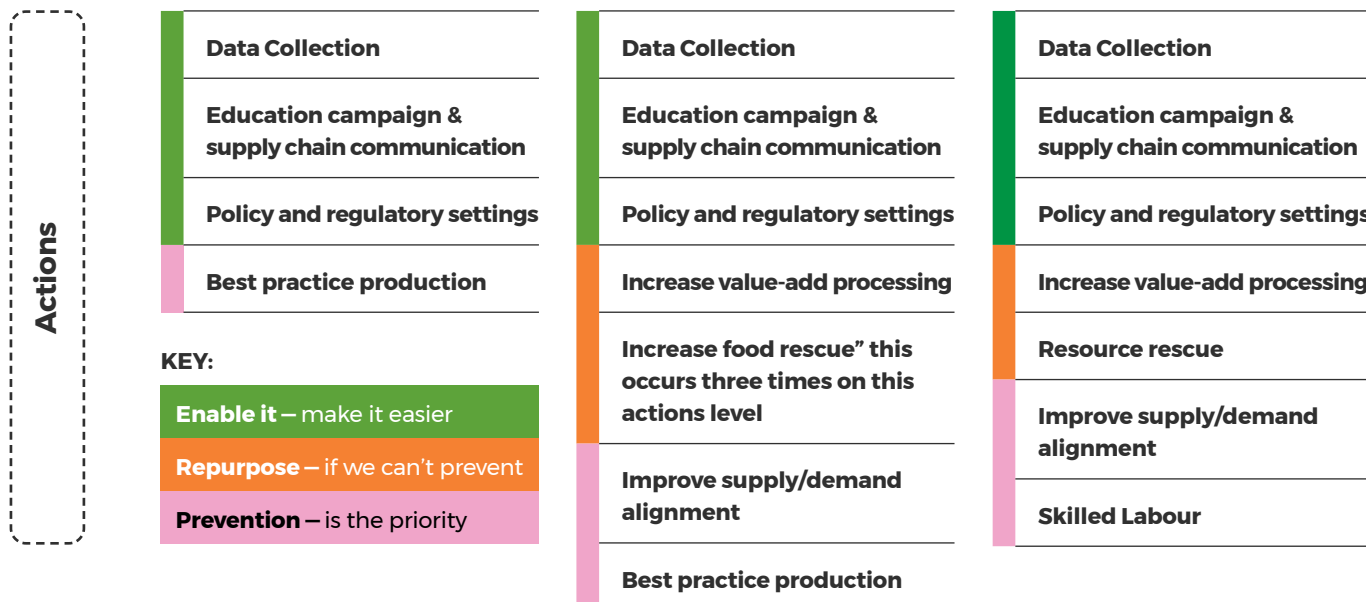 Actions
Data Collection
Education campaign &
supply chain communication
Policy and regulatory settings
Best practice production
KEY:
Enable it – make it easier
Repurpose – if we can't prevent
Prevention – is the priority
Data Collection
Education campaign &
supply chain communication
Policy and regulatory settings
Increase value-add processing
Increase food rescue” this
occurs three times on this
actions level
Improve supply/demand
alignment
Best practice production
Data Collection
Education campaign &
supply chain communication
Policy and regulatory settings
Increase value-add processing
Resource rescue
Improve supply/demand
alignment
Skilled Labour